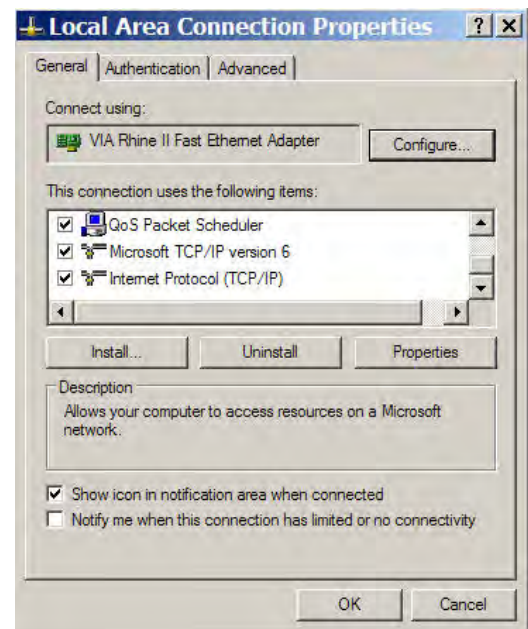 Local Area Connection Properties ? X
General Authentication Advanced
Connect using:
VIA Rhine II Fast Ethernet Adapter Configure...
This connection uses the following items:
QoS Packet Scheduler
Microsoft TCP/IP version 6
Internet Protocol (TCP/IP)
Install... Uninstall Properties
Description
Allows your computer to access resources on a Microsoft
network.
Show icon in notification area when connected
Notify me when this connection has limited or no connectivity
OK Cancel